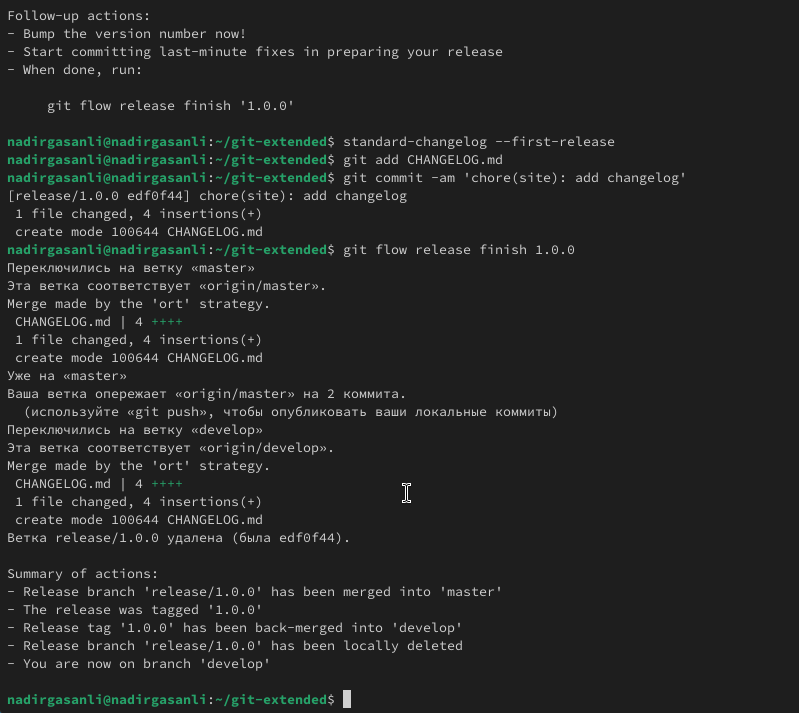 Follow-up actions:
- Bump the version number now!
- Start committing last-minute fixes in preparing your release
- When done, run:
git flow release finish '1.0.0'
nadirgasanli@nadirgasanli:~/git-extended$ standard-changelog --first-release
nadirgasanli@nadirgasanli:~/git-extended$ git add CHANGELOG.md
nadirgasanli@nadirgasanli:~/git-extended$ git commit -am 'chore(site): add changelog'
[release/1.0.0 edf0f44] chore(site): add changelog
1 file changed, 4 insertions(+)
create mode 100644 CHANGELOG.md
nadirgasanli@nadirgasanli:~/git-extended$ git flow release finish 1.0.0
Переключились на ветку «master»
Эта ветка соответствует «origin/master».
Merge made by the 'ort' strategy.
CHANGELOG.md | 4 ++++
1 file changed, 4 insertions(+)
create mode 100644 CHANGELOG.md
Уже на «master»
Ваша ветка опережает «origin/master» на 2 коммита.
(используйте «git push», чтобы опубликовать ваши локальные коммиты)
Переключились на ветку «develop»
Эта ветка соответствует «origin/develop».
Merge made by the 'ort' strategy.
CHANGELOG.md | 4 ++++
1 file changed, 4 insertions(+)
create mode 100644 CHANGELOG.md
Ветка release/1.0.0 удалена (была edf0f44).
Summary of actions:
- Release branch 'release/1.0.0' has been merged into 'master'
- The release was tagged '1.0.0'
- Release tag '1.0.0' has been back-merged into 'develop'
- Release branch 'release/1.0.0' has been locally deleted
- You are now on branch 'develop'
nadirgasanli@nadirgasanli:~/git-extended$